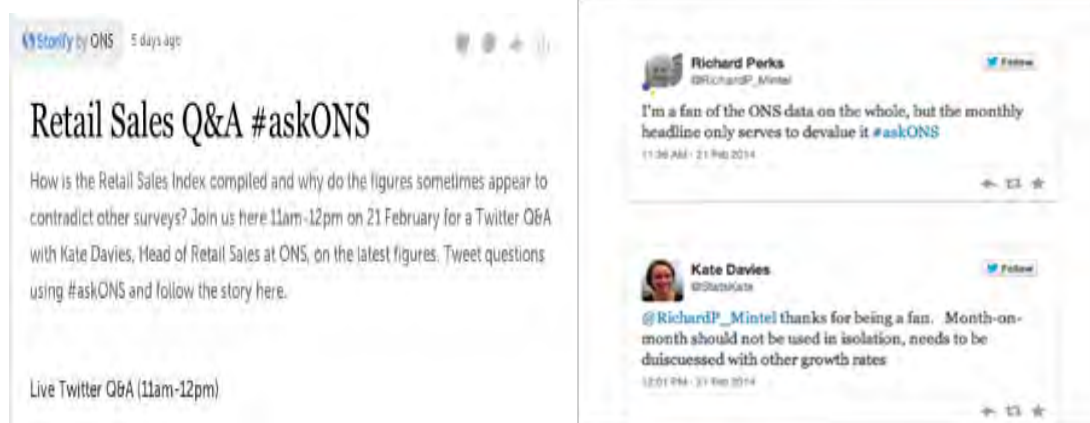 Storify by ONS 5 days ago
Retail Sales Q&A #askONS
How is the Retail Sales Index compiled and why do the figures sometimes appear to
contradict other surveys? Join us here 11am-12pm on 21 February for a Twitter Q&A
with Kate Davies, Head of Retail Sales at ONS, on the latest figures. Tweet questions
using #askONS and follow the story here.
Live Twitter Q&A (11am-12pm)
Richard Perks
Follow
@RichardP_Mintel
I'm a fan of the ONS data on the whole, but the monthly
headline only serves to devalue it #askONS
11:36 AM - 21 Feb 2014
Kate Davies
Follow
@StatsKate
@RichardP_Mintel thanks for being a fan. Month-on-
month should not be used in isolation, needs to be
duiscuessed with other growth rates
12:01 PM - 21 Feb 2014